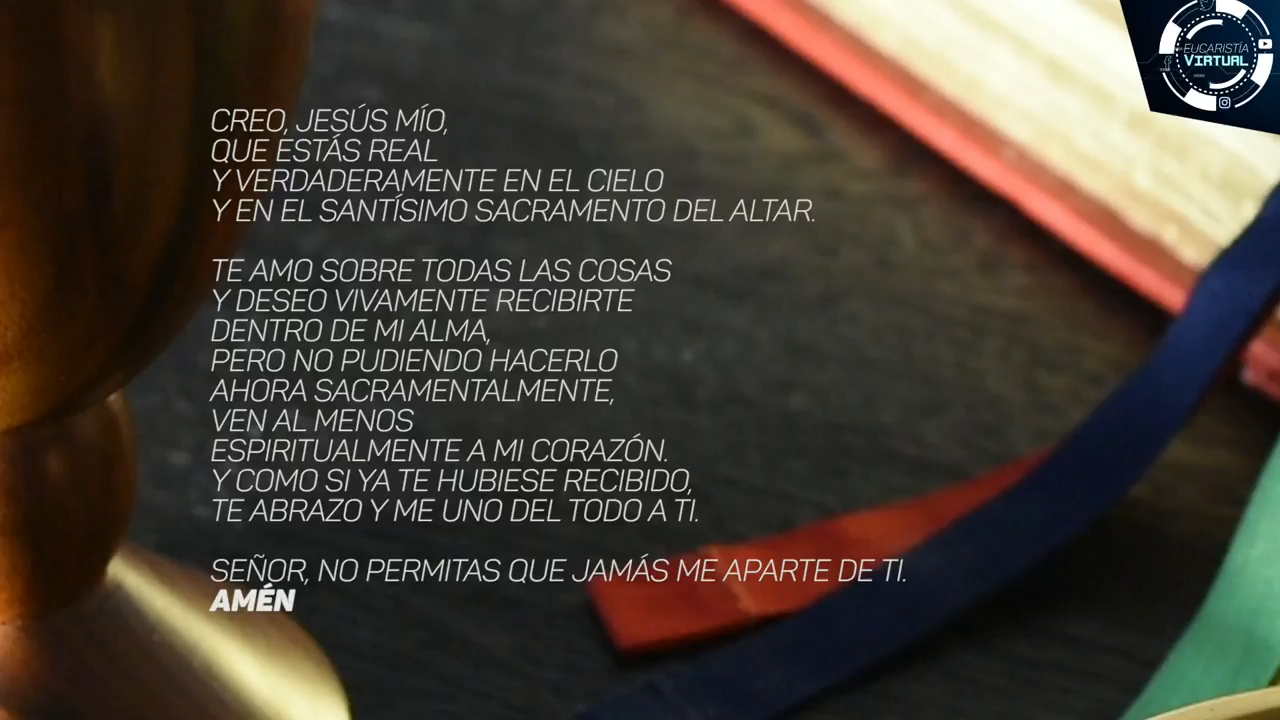 EUCARISTÍA
VIRTUAL
CREO, JESÚS MÍO,
QUE ESTÁS REAL
Y VERDADERAMENTE EN EL CIELO
Y EN EL SANTÍSIMO SACRAMENTO DEL ALTAR.
TE AMO SOBRE TODAS LAS COSAS
Y DESEO VIVAMENTE RECIBIRTE
DENTRO DE MI ALMA,
PERO NO PUDIENDO HACERLO
AHORA SACRAMENTALMENTE,
VEN AL MENOS
ESPIRITUALMENTE A MI CORAZÓN.
Y COMO SI YA TE HUBIESE RECIBIDO,
TE ABRAZO Y ME UNO DEL TODO A TI.
SEÑOR, NO PERMITAS QUE JAMÁS ME APARTE DE TI.
AMÉN